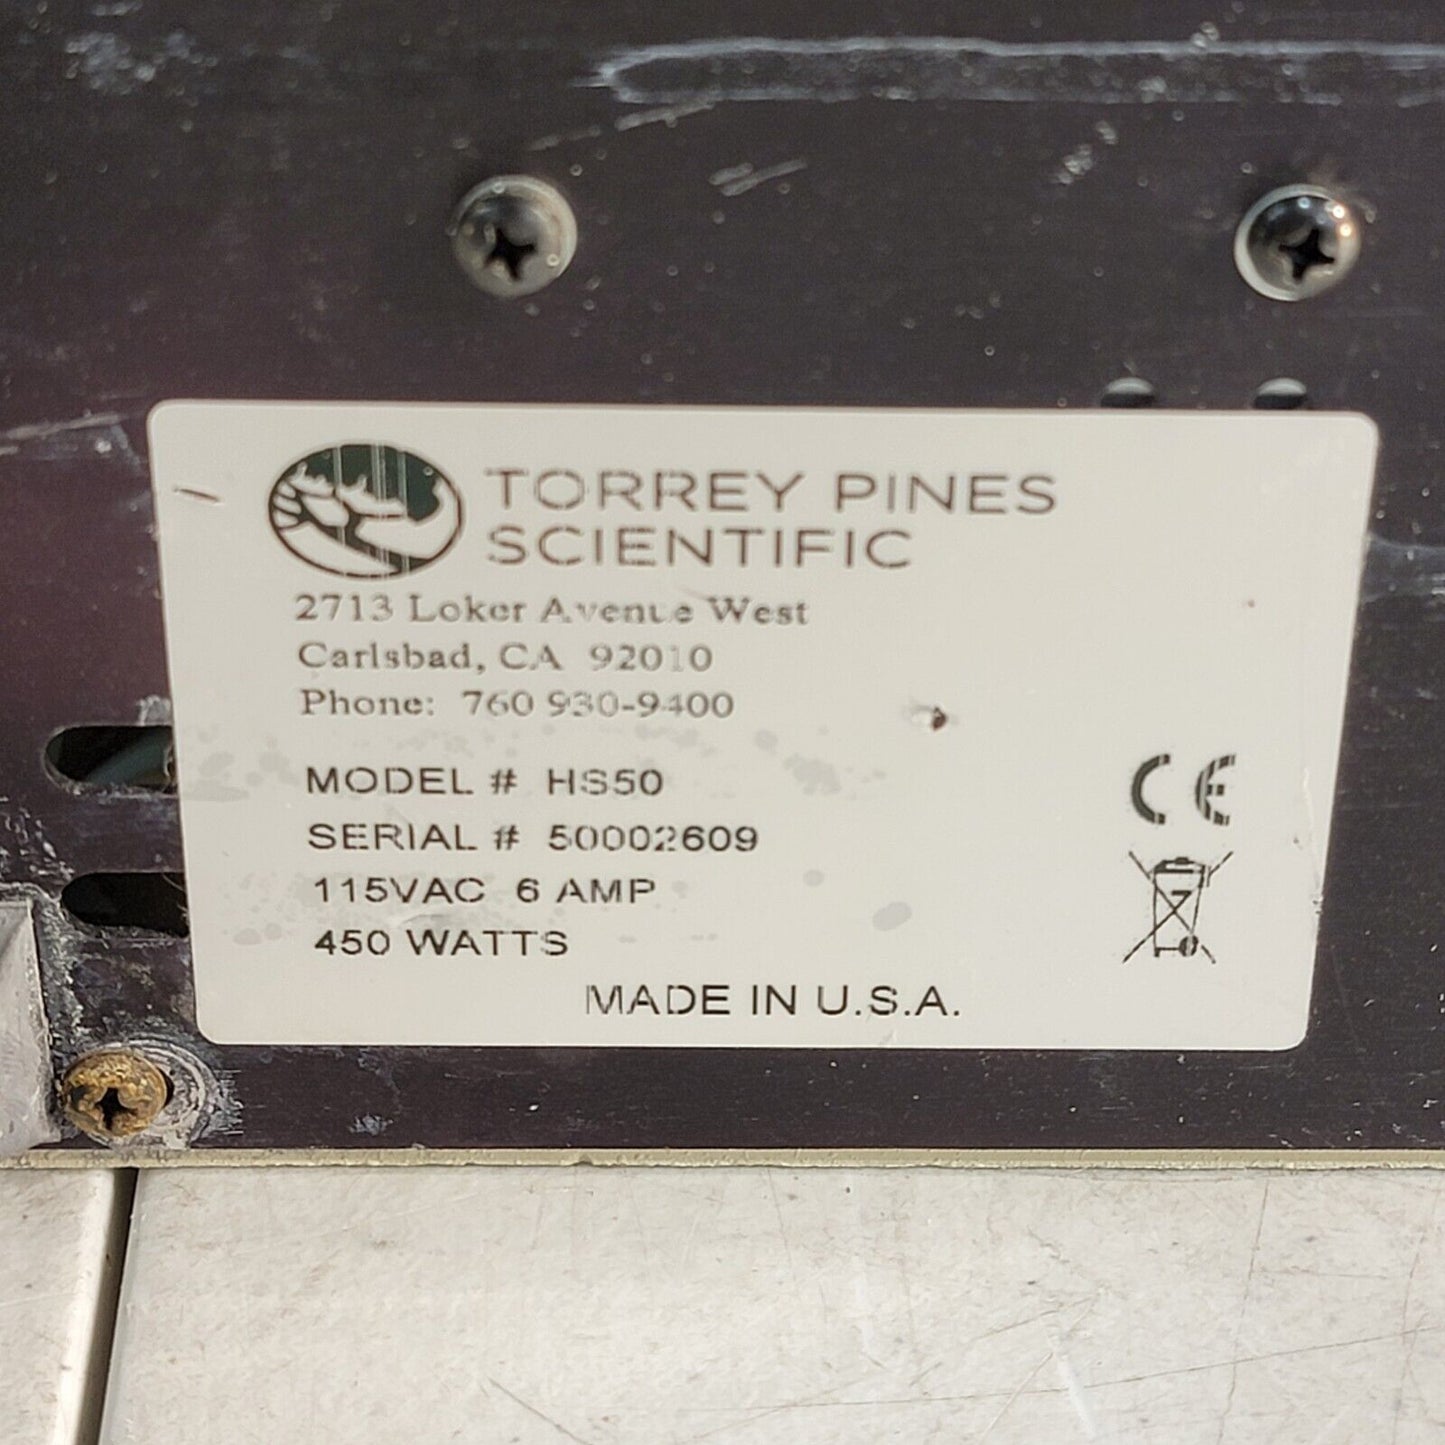 TORREY PINES
SCIENTIFIC
2713 Loker Avenue West
Carlsbad, CA 92010
Phone: 760 930-9400
MODEL # HS50
SERIAL # 50002609
115VAC 6 AMP
450 WATTS
CE
MADE IN U.S.A.